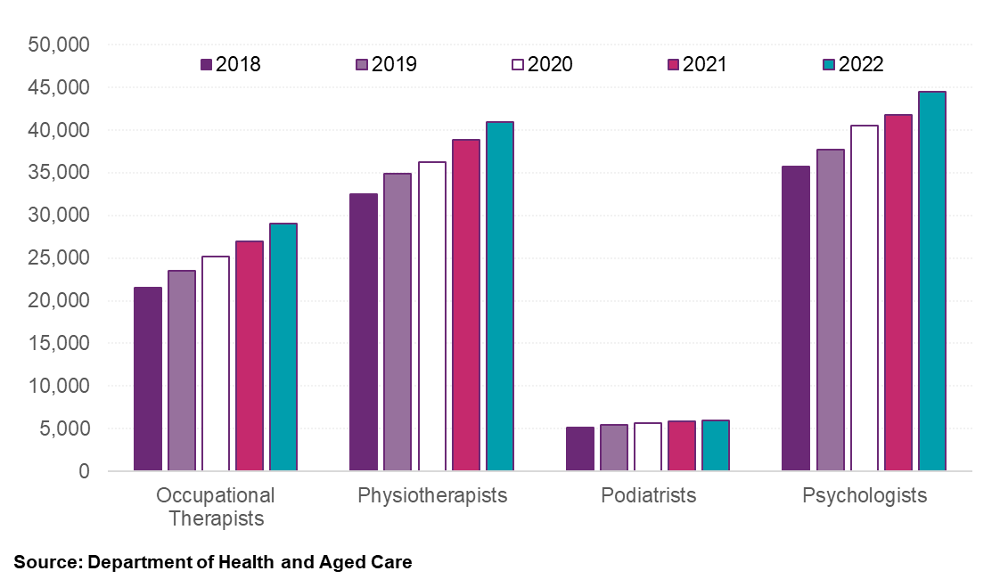 50,000
2018 2019 2020 2021 2022
45,000
40,000
35,000
30,000
25,000
20,000
15,000
10,000
5,000
0
Occupational Physiotherapists Podiatrists Psychologists
Therapists
Source: Department of Health and Aged Care